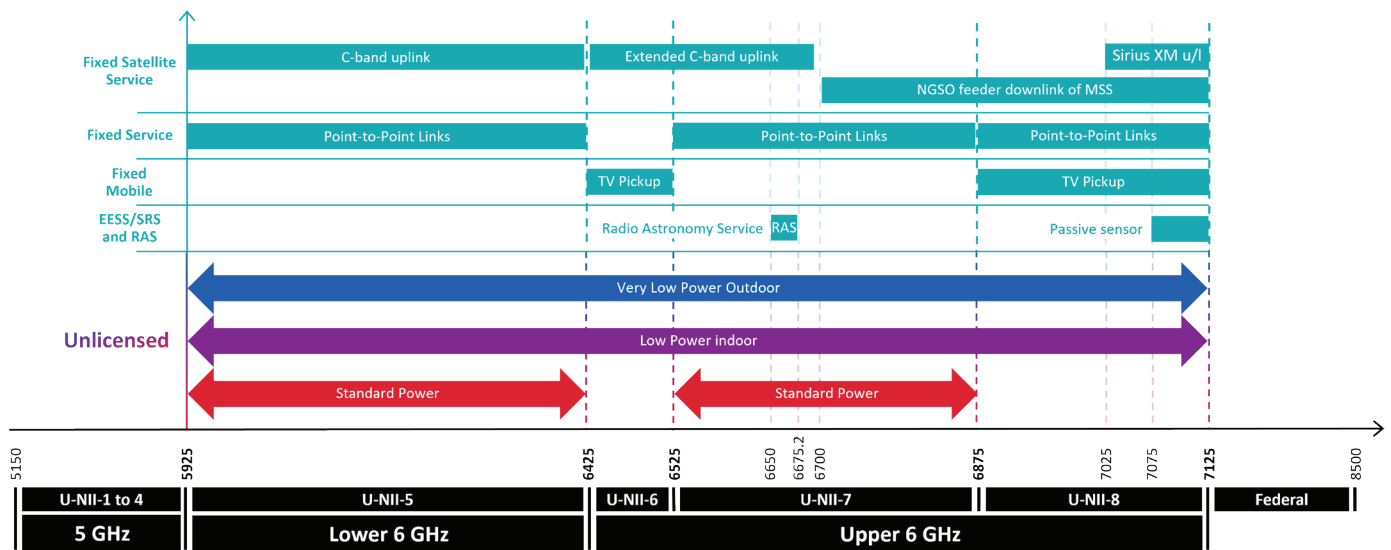 Fixed Satellite
Service
C-band uplink
Extended C-band uplink
Sirius XM u/l
NGSO feeder downlink of MSS
Fixed Service
Point-to-Point Links
Point-to-Point Links
Point-to-Point Links
Fixed
Mobile
TV Pickup
TV Pickup
EESS/SRS
and RAS
Radio Astronomy Service
RAS
Passive sensor
Very Low Power Outdoor
Unlicensed
Low Power indoor
Standard Power
Standard Power
5150
5925
6425
6525
6650
6675.2
6700
6875
7025
7075
7125
8500
U-NII-1 to 4
U-NII-5
U-NII-6
U-NII-7
U-NII-8
Federal
5 GHz
Lower 6 GHz
Upper 6 GHz